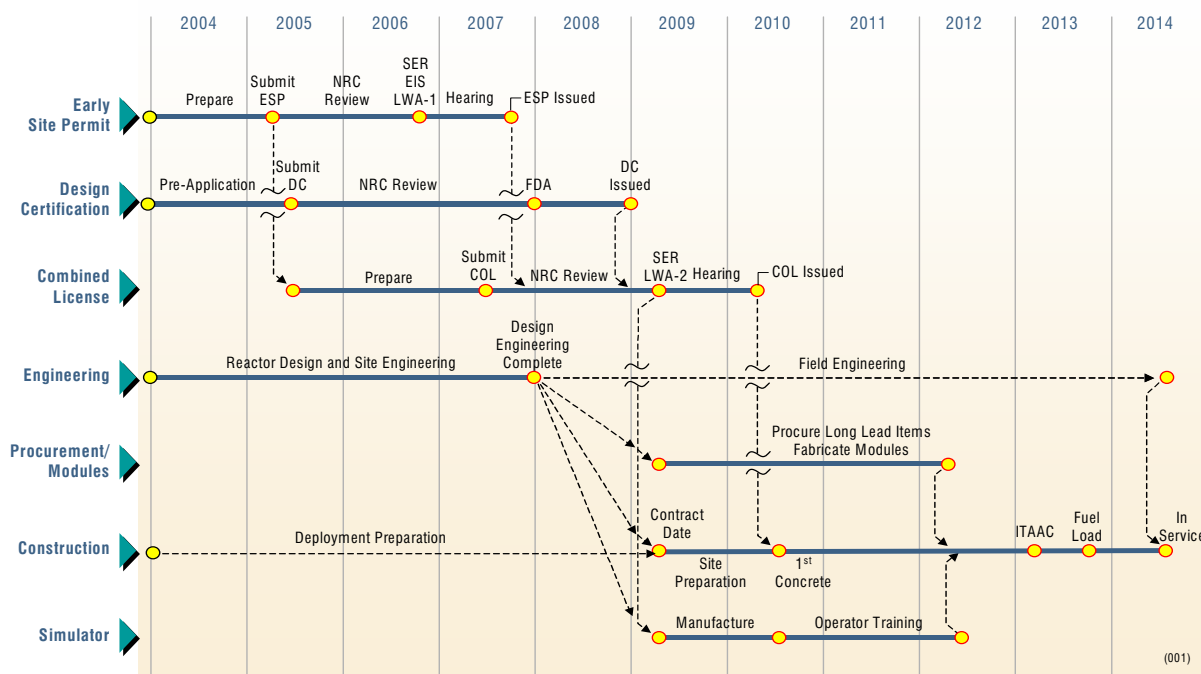 2004 2005 2006 2007 2008 2009 2010 2011 2012 2013 2014
Early
Site Permit
Prepare
Submit
ESP
NRC
Review
SER
EIS
LWA-1
Hearing
ESP Issued
Design
Certification
Pre-Application
Submit
DC
NRC Review
FDA
DC
Issued
Combined
License
Prepare
Submit
COL
NRC Review
SER
LWA-2
Hearing
COL Issued
Engineering
Reactor Design and Site Engineering
Design
Engineering
Complete
Field Engineering
Procurement/
Modules
Procure Long Lead Items
Fabricate Modules
Construction
Deployment Preparation
Contract
Date
Site
Preparation
1st
Concrete
ITAAC
Fuel
Load
In
Service
Simulator
Manufacture
Operator Training
(001)